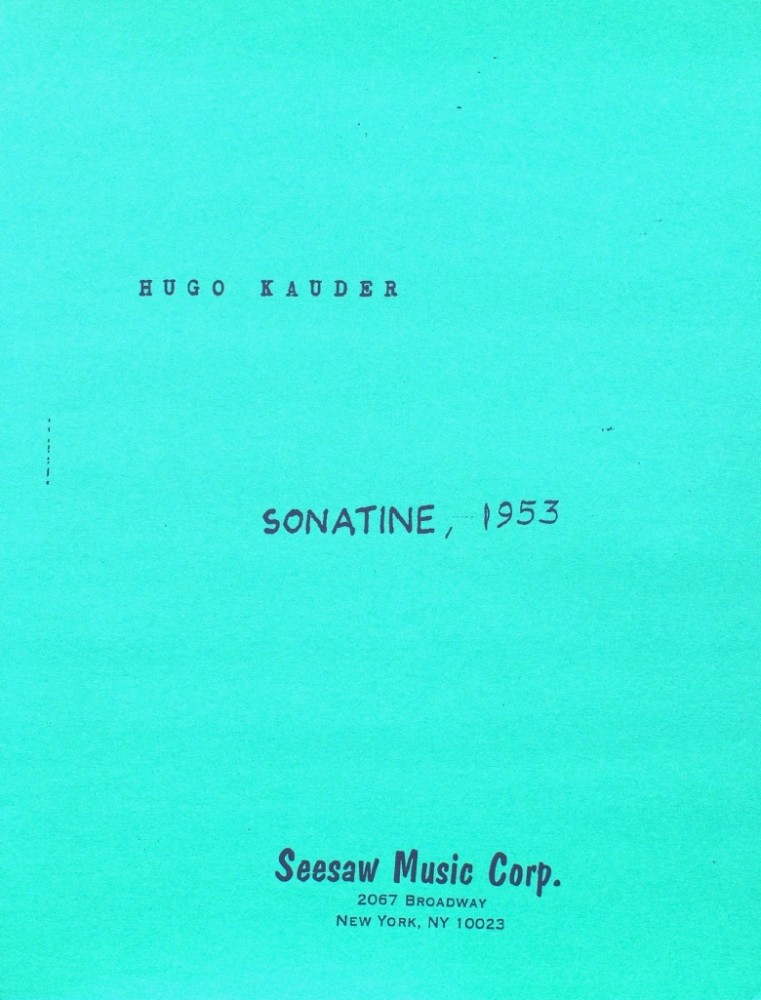 HUGO KAUDER
SONATINE, 1953
Seesaw Music Corp.
2067 BROADWAY
NEW YORK, NY 10023